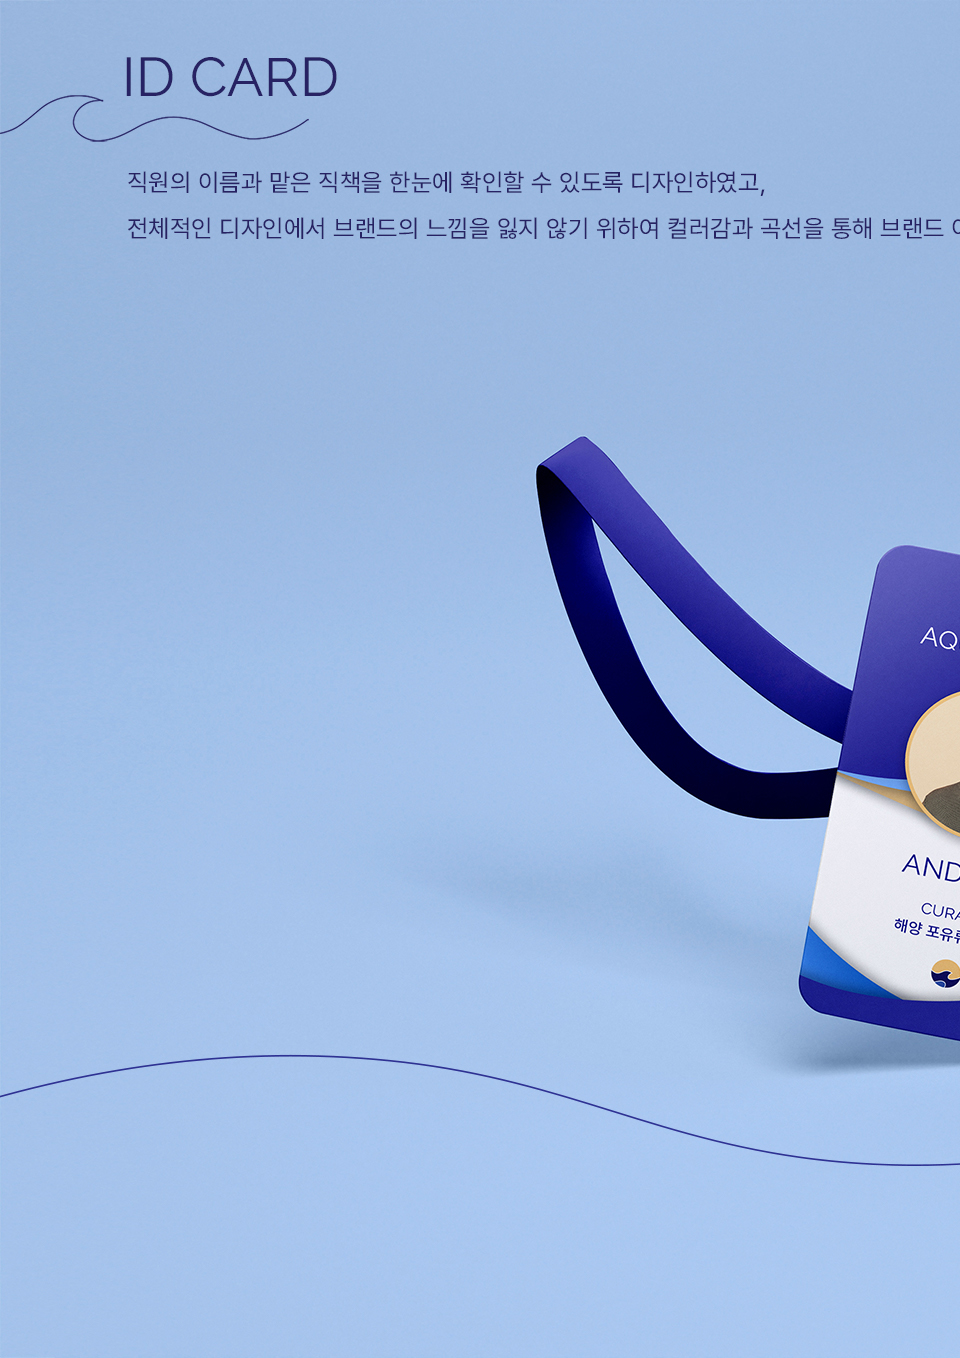 ID CARD
직원의 이름과 맡은 직책을 한눈에 확인할 수 있도록 디자인하였고,
전체적인 디자인에서 브랜드의 느낌을 잃지 않기 위하여 컬러감과 곡선을 통해 브랜드
AQ
AND
CURA
해양 포유류